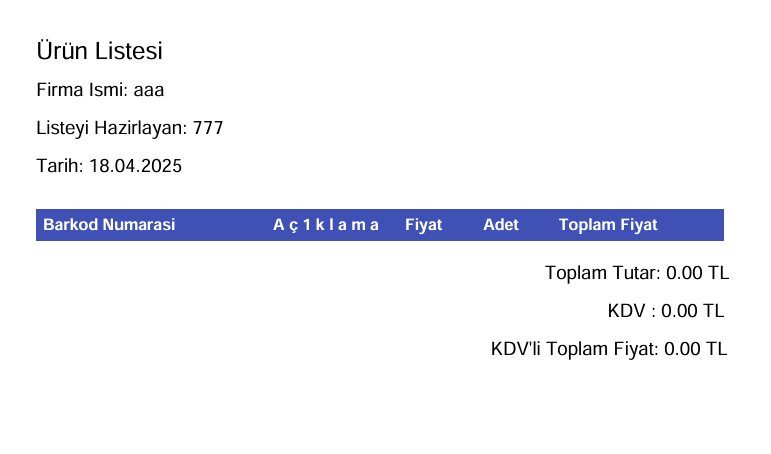 Ürün Listesi
Firma Ismi: aaa
Listeyi Hazirlayan: 777
Tarih: 18.04.2025
Barkod Numarasi A ç 1 k l a m a Fiyat Adet Toplam Fiyat
Toplam Tutar: 0.00 TL
KDV : 0.00 TL
KDV'li Toplam Fiyat: 0.00 TL